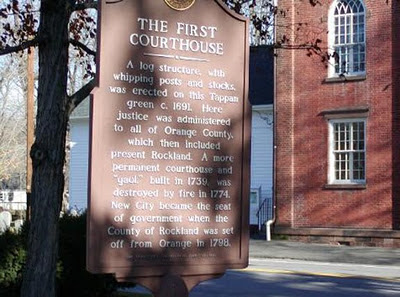 THE FIRST
COURTHOUSE
A log structure, with
whipping posts and stocks,
was erected on this Tappan
green c. 1691. Here
justice was administered
to all of Orange County,
which then included
present Rockland. A more
permanent courthouse and
"gaol," built in 1739, was
destroyed by fire in 1774.
New City became the seat
of government when the
County of Rockland was set
off from Orange in 1798.